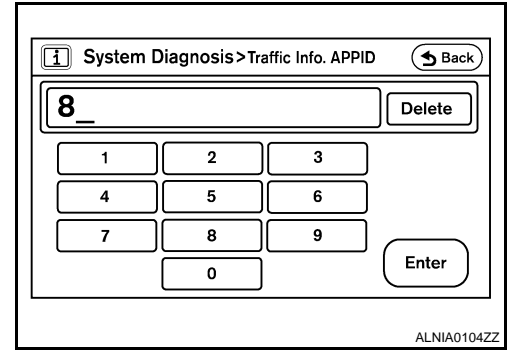 i System Diagnosis>Traffic Info. APPID Back
8_ Delete
1 2 3
4 5 6
7 8 9
0 Enter
ALNIA0104ZZ